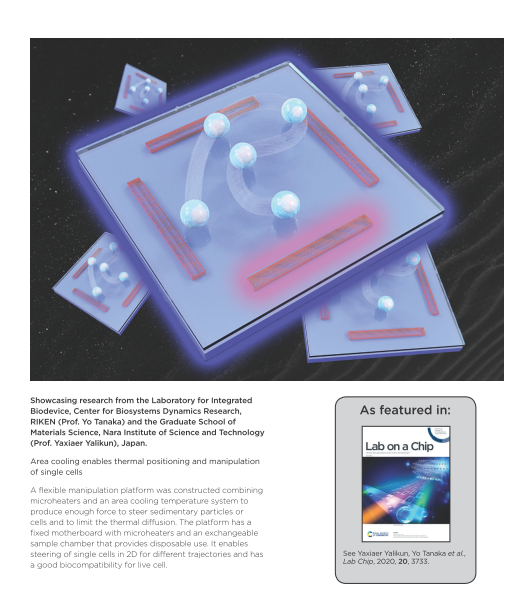 Showcasing research from the Laboratory for Integrated
Biodevice, Center for Biosystems Dynamics Research,
RIKEN (Prof. Yo Tanaka) and the Graduate School of
Materials Science, Nara Institute of Science and Technology
(Prof. Yaxiaer Yalikun), Japan.
Area cooling enables thermal positioning and manipulation
of single cells
A flexible manipulation platform was constructed combining
microheaters and an area cooling temperature system to
produce enough force to steer sedimentary particles or
cells and to limit the thermal diffusion. The platform has a
fixed motherboard with microheaters and an exchangeable
sample chamber that provides disposable use. It enables
steering of single cells in 2D for different trajectories and has
a good biocompatibility for live cell.
As featured in:
Lab on a Chip
See Yaxiaer Yalikun, Yo Tanaka et al.,
Lab Chip, 2020, 20, 3733.